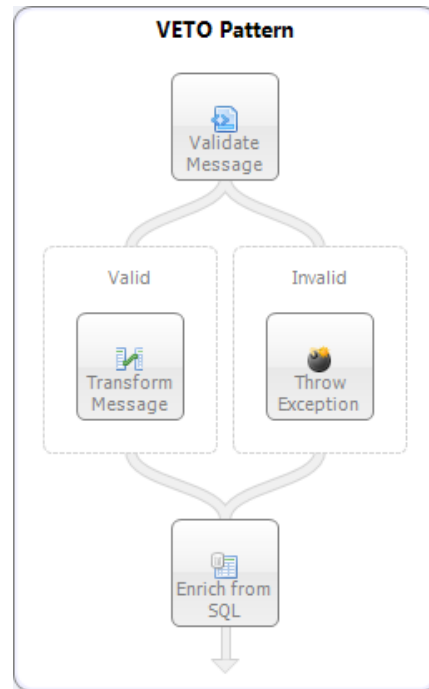 VETO Pattern
Validate
Message
Valid
Invalid
Transform
Message
Throw
Exception
Enrich from
SQL